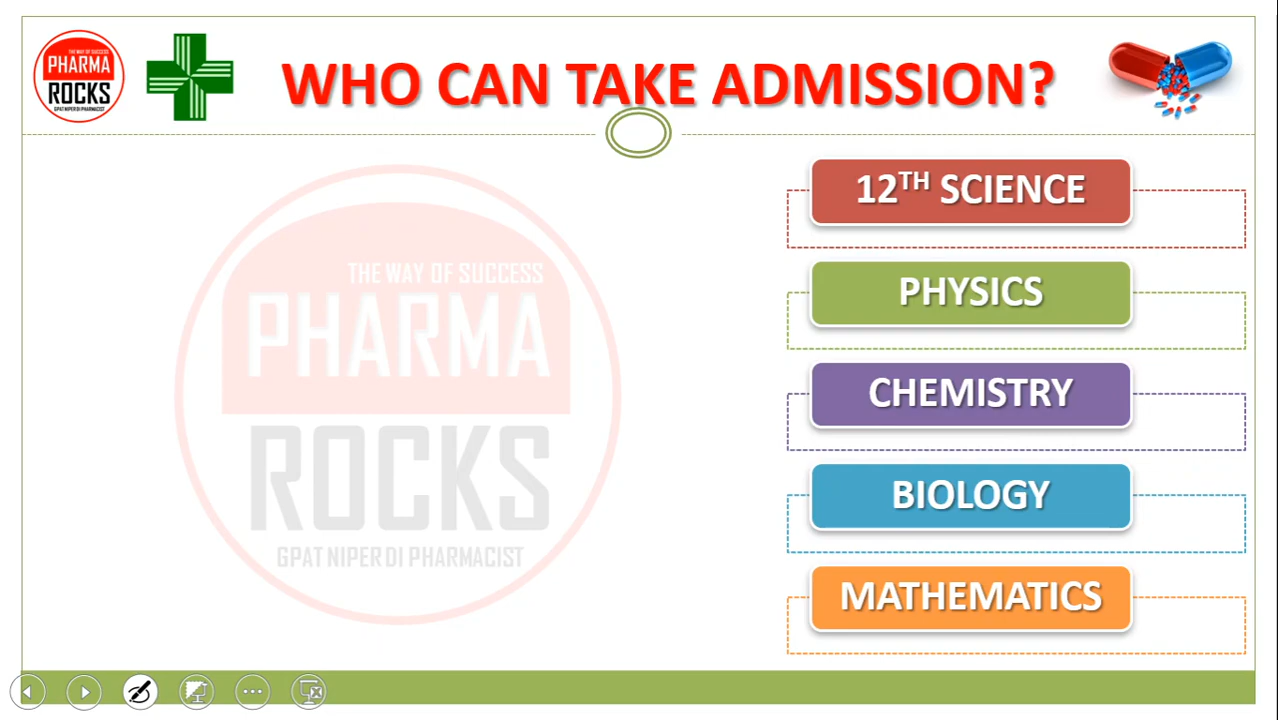 THE WAY OF SUCCESS
PHARMA
ROCKS
GPAT NIPER DI PHARMACIST
WHO CAN TAKE ADMISSION?
12TH SCIENCE
PHYSICS
CHEMISTRY
BIOLOGY
MATHEMATICS
THE WAY OF SUCCESS
PHARMA
ROCKS
GPAT NIPER DI PHARMACIST